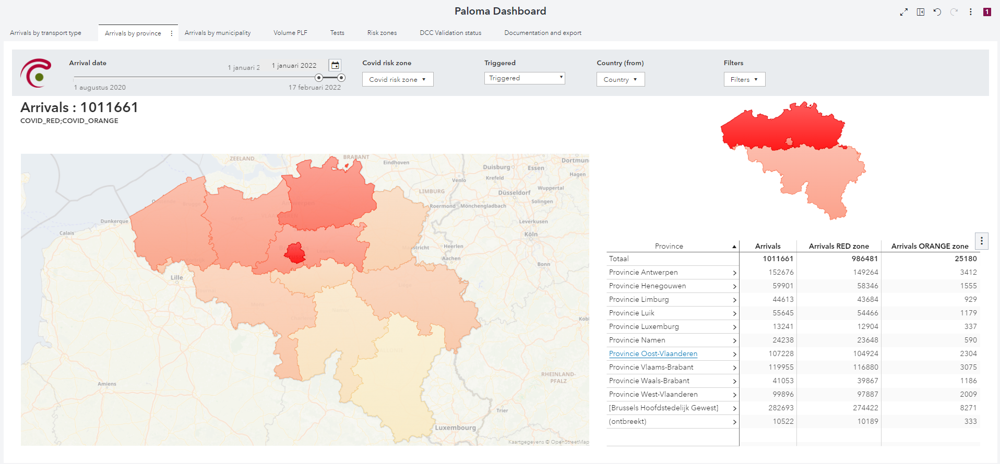 Paloma Dashboard
1
Arrivals by transport type
Arrivals by province
Arrivals by municipality
Volume PLF
Tests
Risk zones
DCC Validation status
Documentation and export
Arrival date
1 januari 2
1 januari 2022
1 augustus 2020
17 februari 2022
Covid risk zone
Covid risk zone
Triggered
Triggered
Country (from)
Country
Filters
Filters
Arrivals : 1011661
COVID_RED;COVID_ORANGE
ZEELAND
BRABANT
Eindhoven
Duisburg
Essen
Dortmun
Hagen
Krefeld
Venlo
Wuppertal
LIMBURG
Düsseldorf
Solingen
Roermond
Mönchengladbach
Dunkerque
Leverkusen
Calais
Köln
Heerlen
Aachen
Bonn
Lille
Kobl
RHEINLAND-
PFALZ
Amiens
Trier
Luxembourg
Kaartgegevens © OpenStreetMap
Province Arrivals Arrivals RED zone Arrivals ORANGE zone
Totaal 1011661 986481 25180
Provincie Antwerpen 152676 149264 3412
Provincie Henegouwen 59901 58346 1555
Provincie Limburg 44613 43684 929
Provincie Luik 55645 54466 1179
Provincie Luxemburg 13241 12904 337
Provincie Namen 24238 23648 590
Provincie Oost-Vlaanderen 107228 104924 2304
Provincie Vlaams-Brabant 119955 116880 3075
Provincie Waals-Brabant 41053 39867 1186
Provincie West-Vlaanderen 99896 97887 2009
[Brussels Hoofdstedelijk Gewest] 282693 274422 8271
(ontbreekt) 10522 10189 333